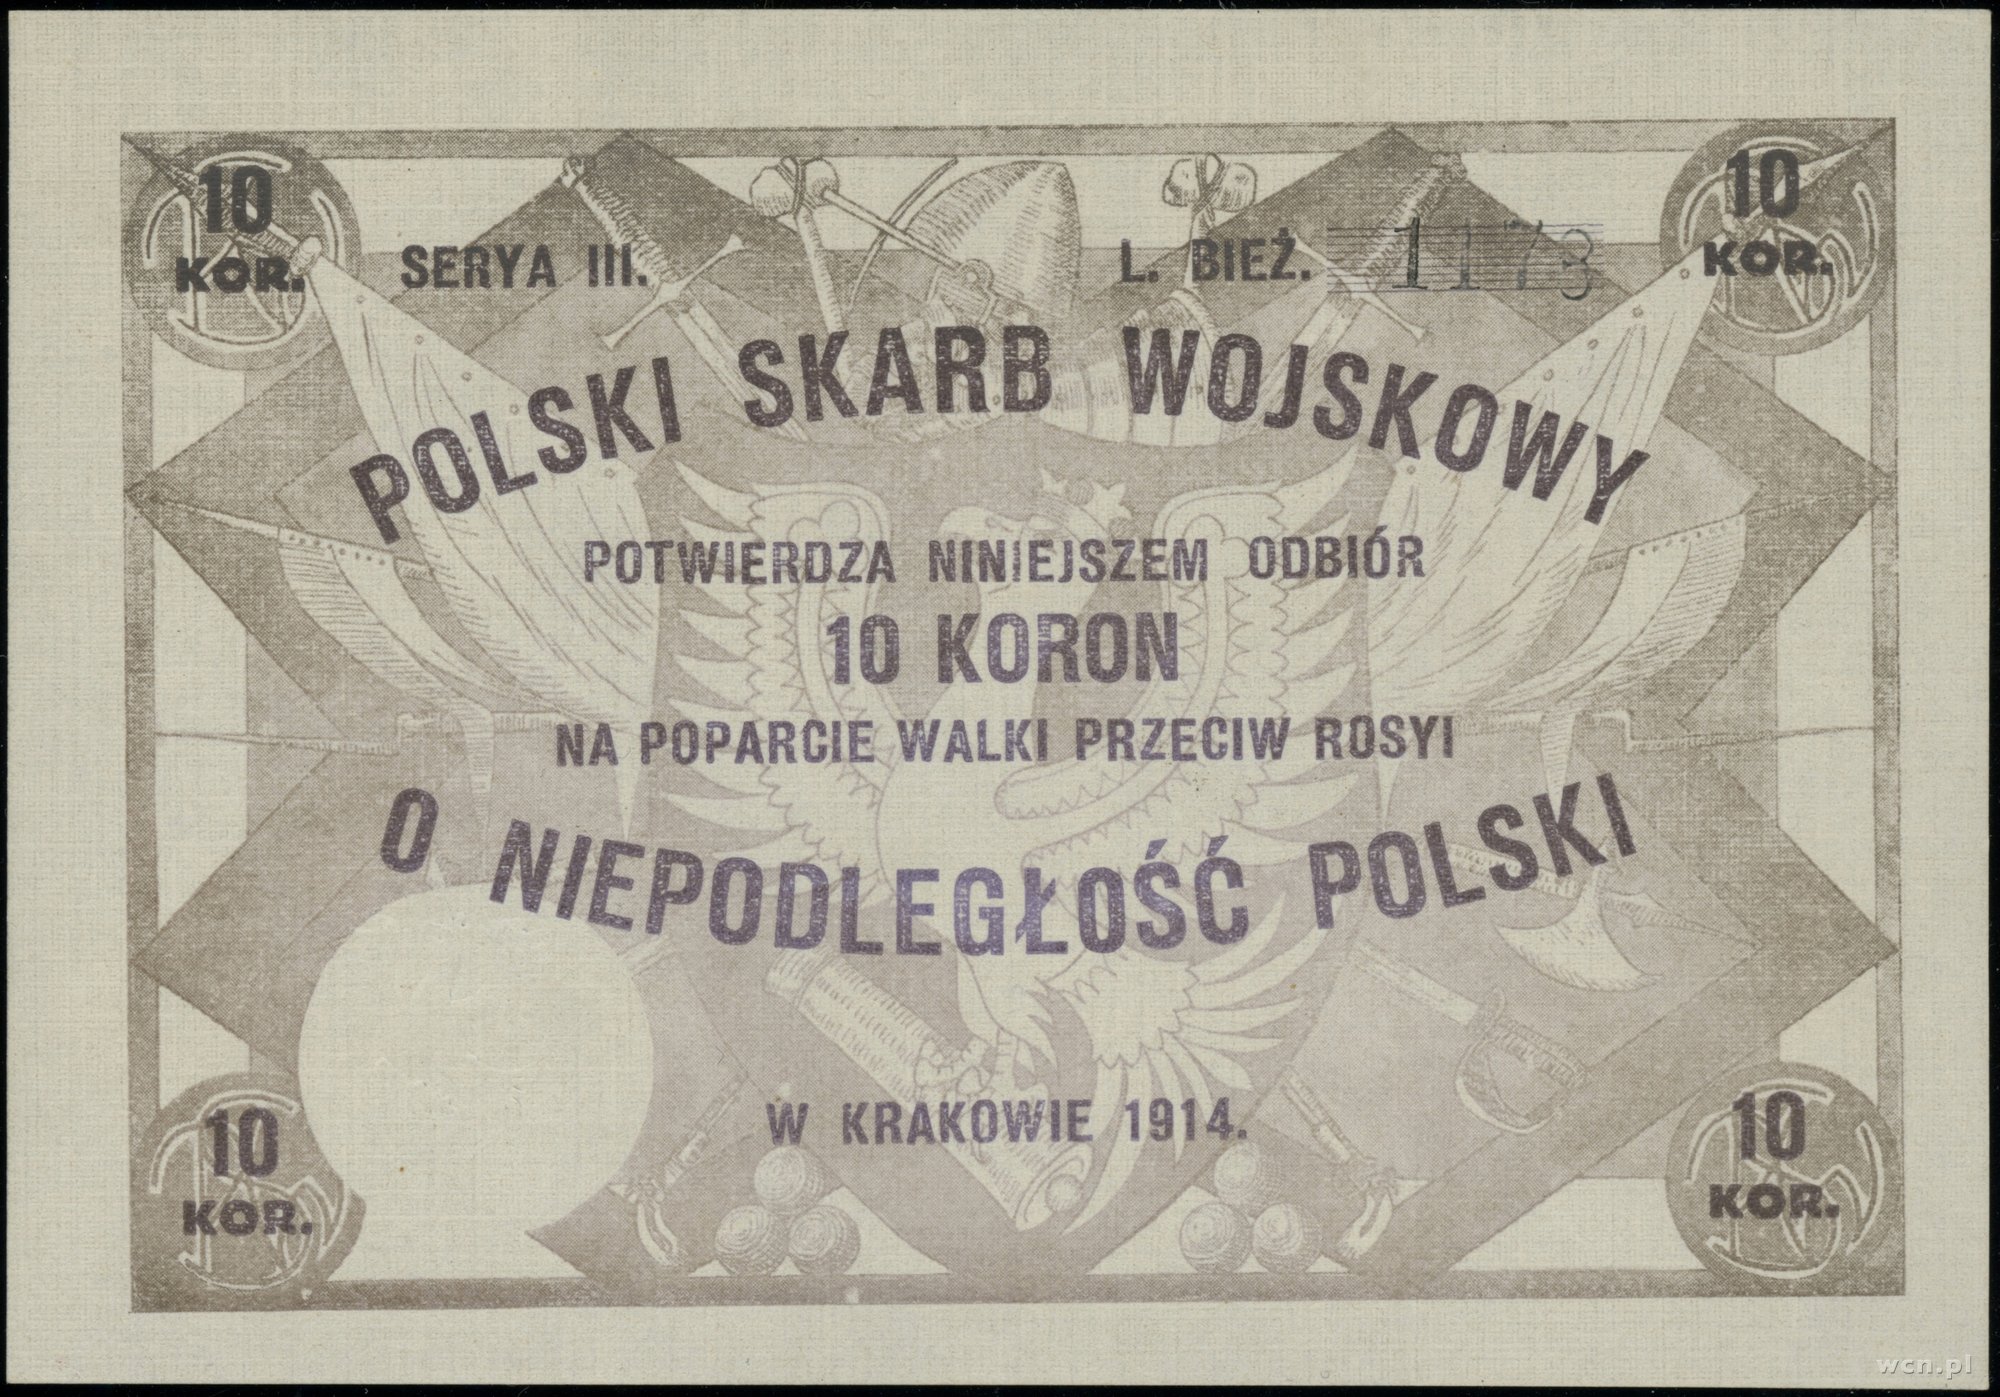 10 KOR.
10 KOR.
SERYA III.
L. BIEŻ. 1173
POLSKI SKARB WOJSKOWY
POTWIERDZA NINIEJSZEM ODBIÓR
10 KORON
NA POPARCIE WALKI PRZECIW ROSYI
O NIEPODLEGŁOŚĆ POLSKI
W KRAKOWIE 1914.
10 KOR.
10 KOR.
wcn.pl